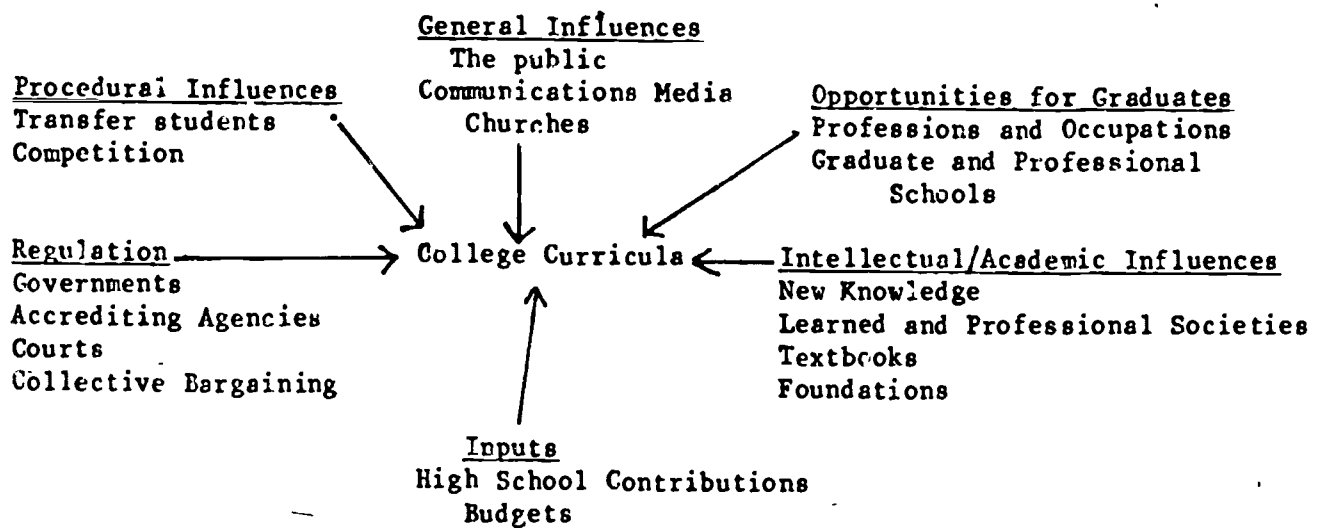 General Influences
The public
Communications Media
Churches
Procedural Influences
Transfer students
Competition
Opportunities for Graduates
Professions and Occupations
Graduate and Professional
Schools
Regulation
Governments
Accrediting Agencies
Courts
Collective Bargaining
College Curricula
Intellectual/Academic Influences
New Knowledge
Learned and Professional Societies
Textbooks
Foundations
Inputs
High School Contributions
Budgets